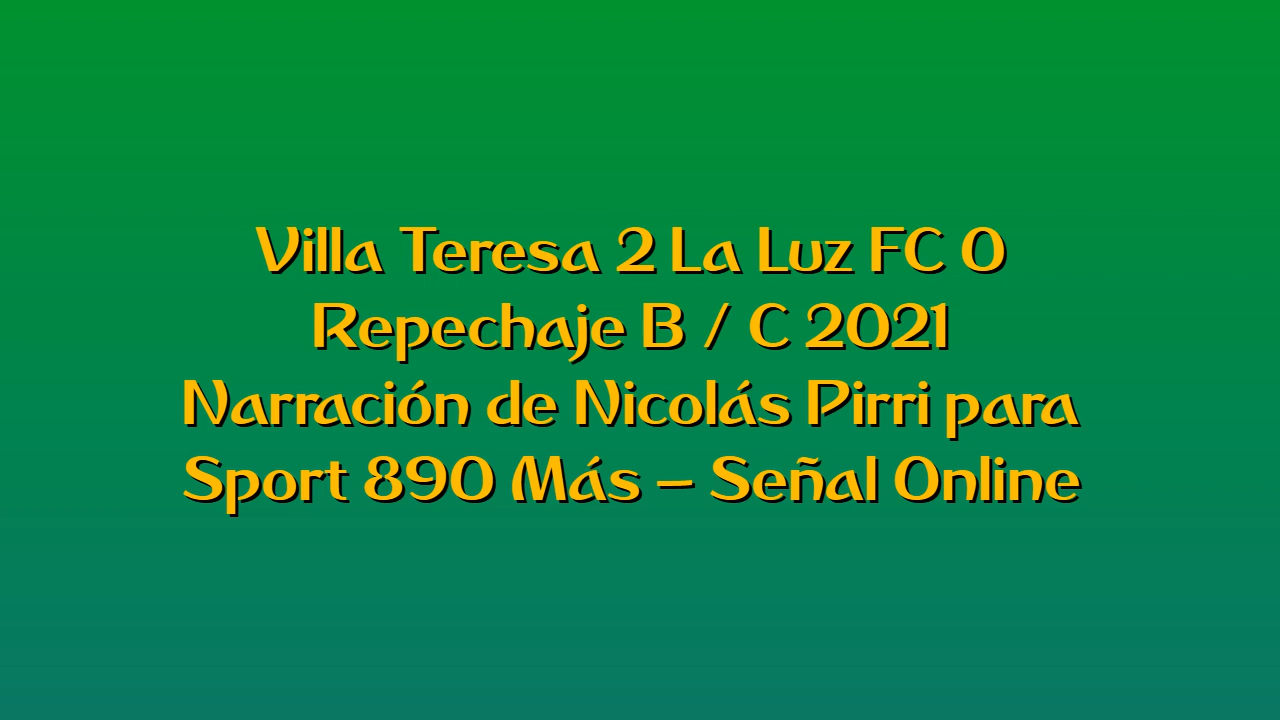 Villa Teresa 2 La Luz FC 0
Repechaje B / C 2021
Narración de Nicolás Pirri para
Sport 890 Más – Señal Online